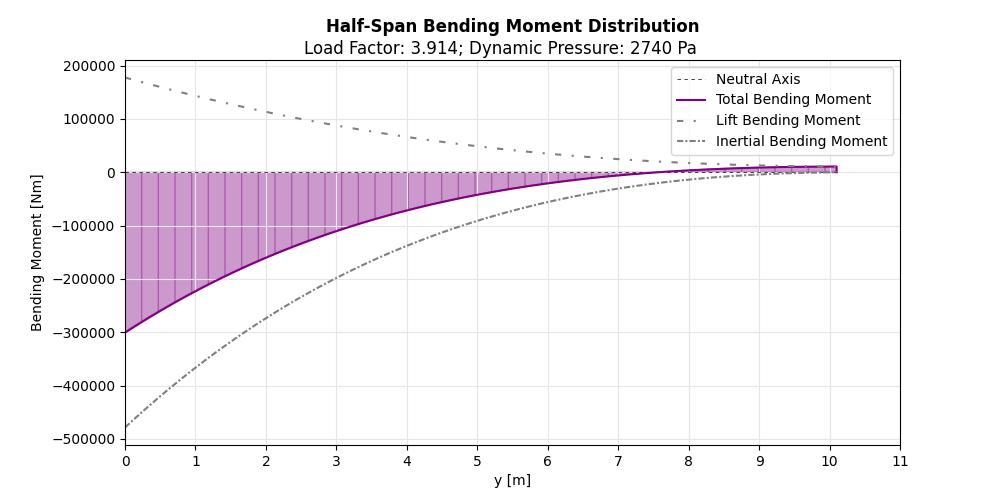 Half-Span Bending Moment Distribution
Load Factor: 3.914; Dynamic Pressure: 2740 Pa
Neutral Axis
Total Bending Moment
Lift Bending Moment
Inertial Bending Moment
Bending Moment [Nm]
200000
100000
0
−100000
−200000
−300000
−400000
−500000
0 1 2 3 4 5 6 7 8 9 10 11
y [m]